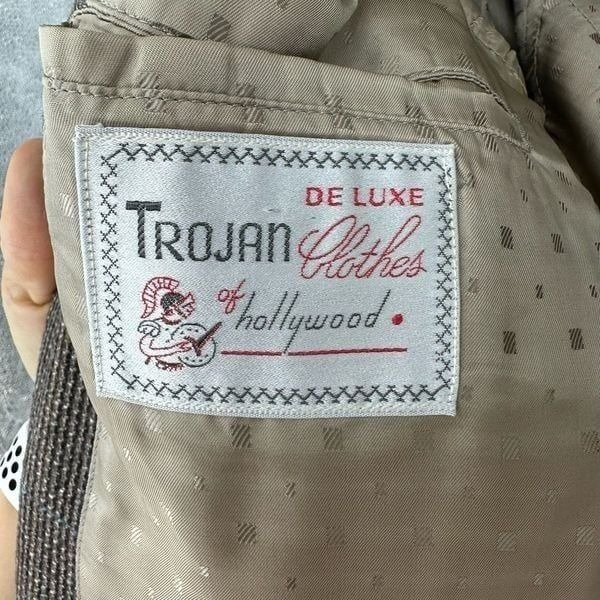 DE LUXE
TROJAN Clothes
of hollywood.